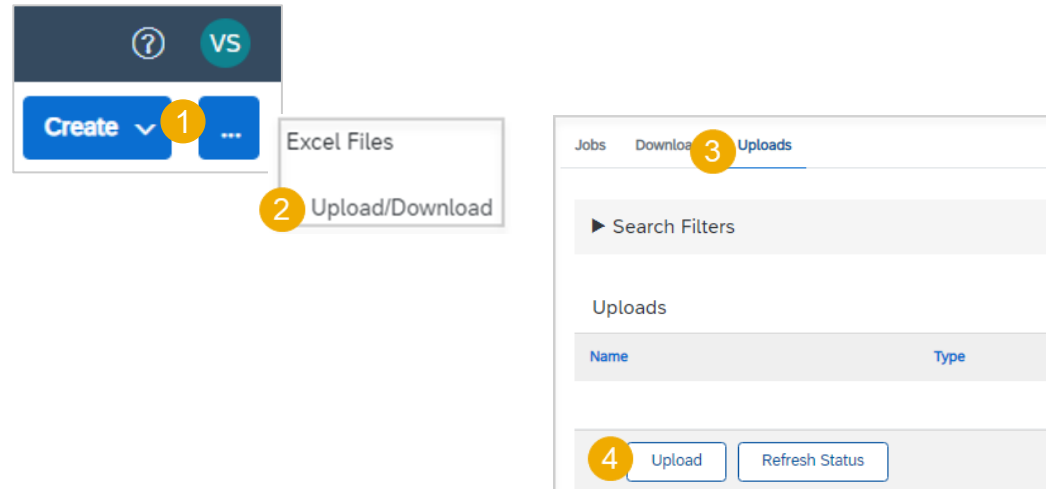 ? VS
Create 1 ...
Excel Files
2 Upload/Download
Jobs 3 Uploads
Search Filters
Uploads
Name Type
4 Upload Refresh Status